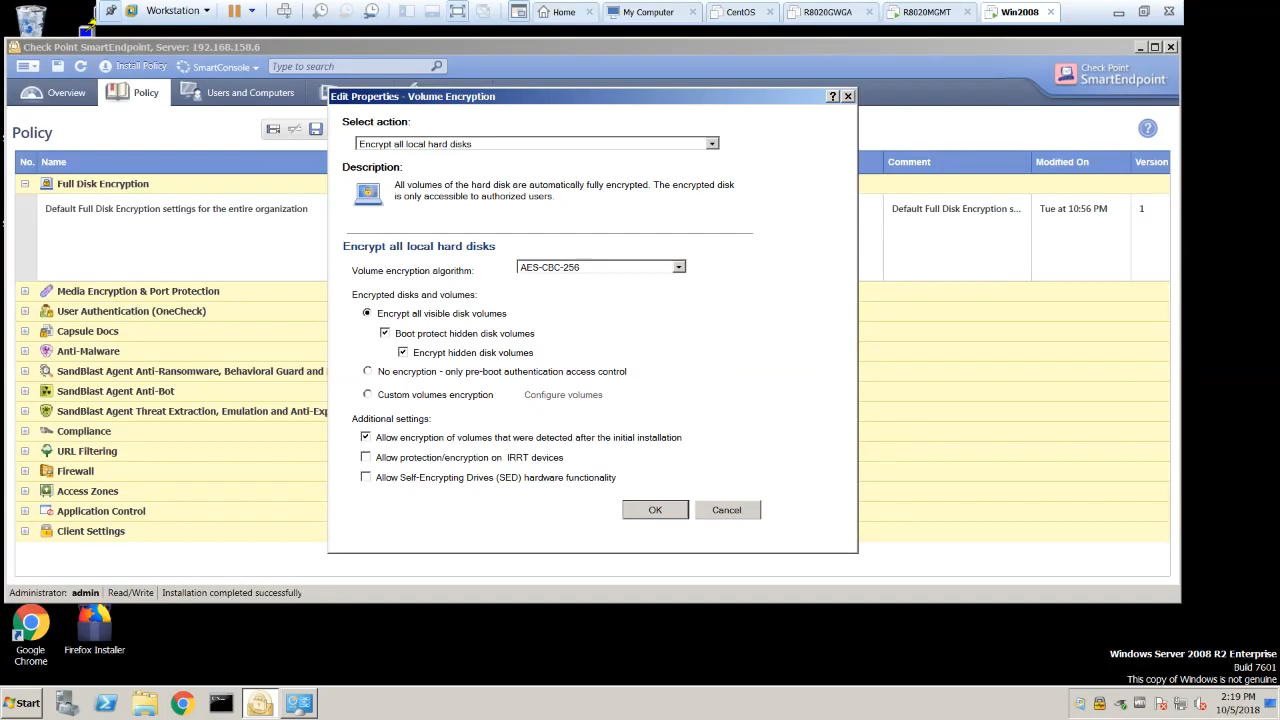 Workstation
Home
My Computer
CentOS
R8020GWGA
R8020MGMT
Win2008
Check Point SmartEndpoint, Server: 192.168.158.6
Install Policy
SmartConsole
Type to search
Check Point
SmartEndpoint
Overview
Policy
Users and Computers
Policy
No. Name
Comment
Modified On
Version
Full Disk Encryption
Default Full Disk Encryption settings for the entire organization
Default Full Disk Encryption s...
Tue at 10:56 PM
1
Media Encryption & Port Protection
User Authentication (OneCheck)
Capsule Docs
Anti-Malware
SandBlast Agent Anti-Ransomware, Behavioral Guard and
SandBlast Agent Anti-Bot
SandBlast Agent Threat Extraction, Emulation and Anti-Exp
Compliance
URL Filtering
Firewall
Access Zones
Application Control
Client Settings
Edit Properties - Volume Encryption
Select action:
Encrypt all local hard disks
Description:
All volumes of the hard disk are automatically fully encrypted. The encrypted disk
is only accessible to authorized users.
Encrypt all local hard disks
Volume encryption algorithm:
AES-CBC-256
Encrypted disks and volumes:
Encrypt all visible disk volumes
Boot protect hidden disk volumes
Encrypt hidden disk volumes
No encryption - only pre-boot authentication access control
Custom volumes encryption
Configure volumes
Additional settings:
Allow encryption of volumes that were detected after the initial installation
Allow protection/encryption on IRRT devices
Allow Self-Encrypting Drives (SED) hardware functionality
OK
Cancel
Administrator: admin Read/Write Installation completed successfully
Google
Chrome
Firefox Installer
Windows Server 2008 R2 Enterprise
Build 7601
This copy of Windows is not genuine
Start
2:19 PM
10/5/2018